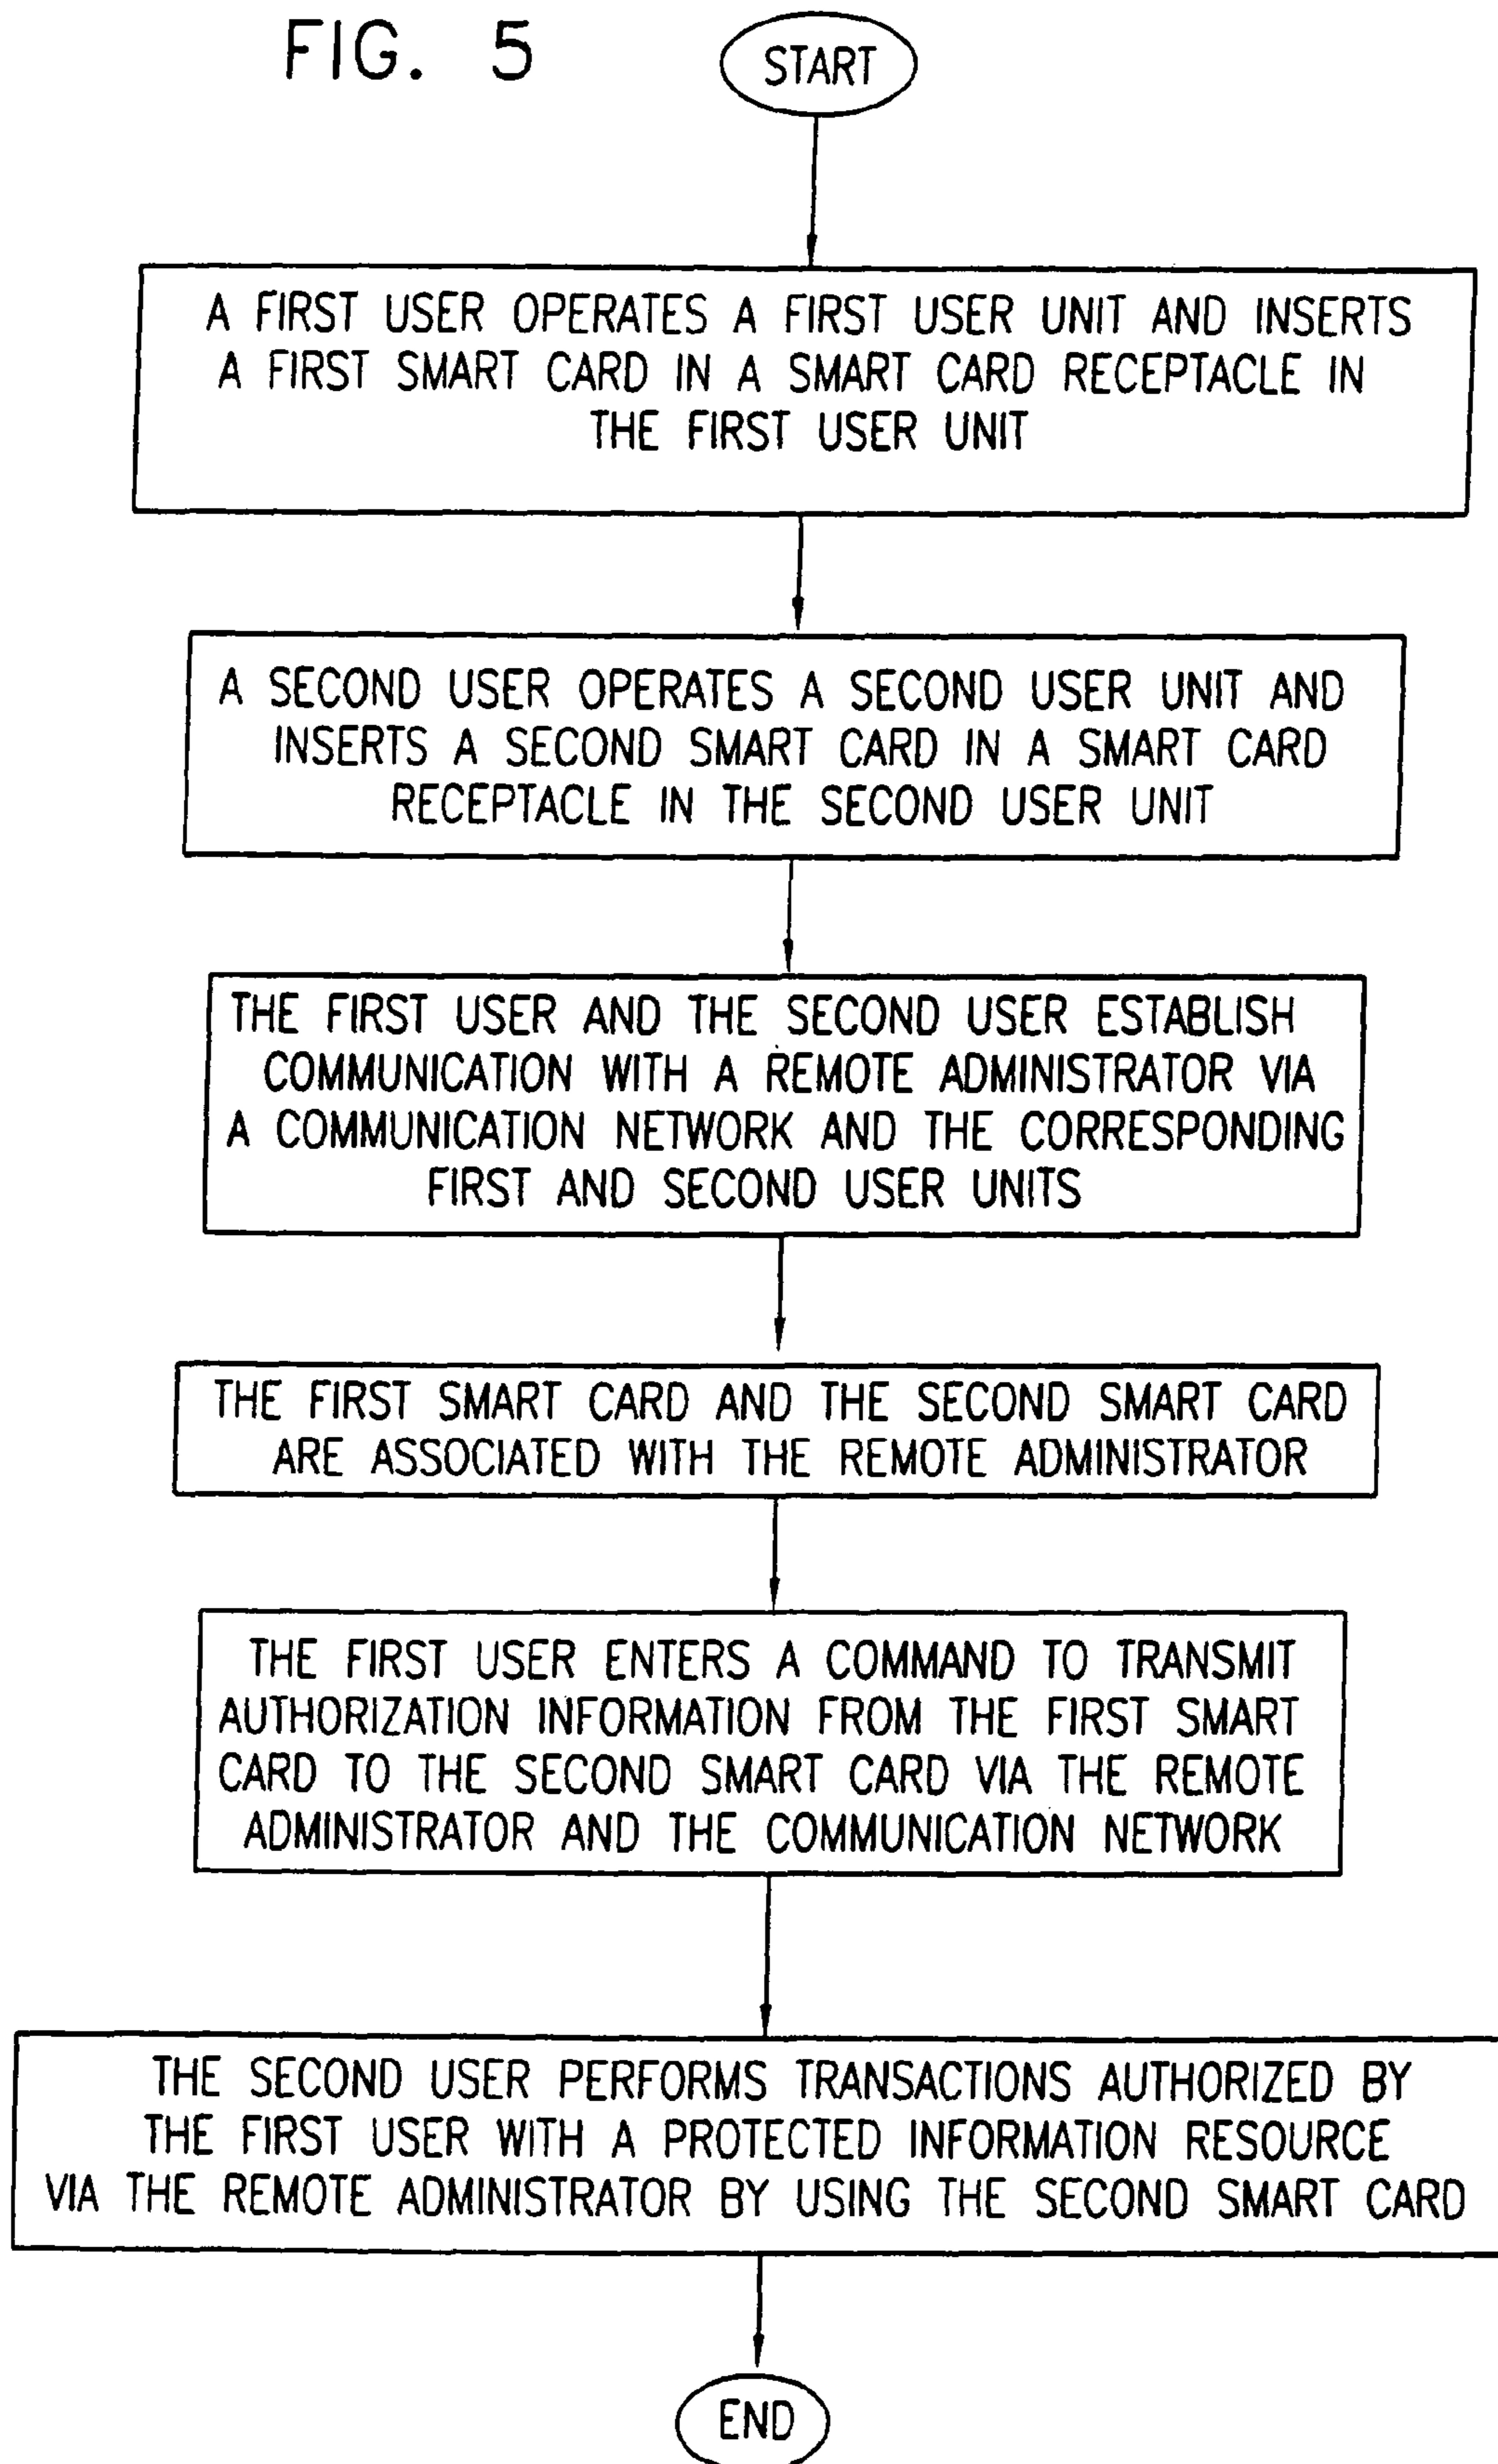 FIG. 5
START
A FIRST USER OPERATES A FIRST USER UNIT AND INSERTS
A FIRST SMART CARD IN A SMART CARD RECEPTACLE IN
THE FIRST USER UNIT
A SECOND USER OPERATES A SECOND USER UNIT AND
INSERTS A SECOND SMART CARD IN A SMART CARD
RECEPTACLE IN THE SECOND USER UNIT
THE FIRST USER AND THE SECOND USER ESTABLISH
COMMUNICATION WITH A REMOTE ADMINISTRATOR VIA
A COMMUNICATION NETWORK AND THE CORRESPONDING
FIRST AND SECOND USER UNITS
THE FIRST SMART CARD AND THE SECOND SMART CARD
ARE ASSOCIATED WITH THE REMOTE ADMINISTRATOR
THE FIRST USER ENTERS A COMMAND TO TRANSMIT
AUTHORIZATION INFORMATION FROM THE FIRST SMART
CARD TO THE SECOND SMART CARD VIA THE REMOTE
ADMINISTRATOR AND THE COMMUNICATION NETWORK
THE SECOND USER PERFORMS TRANSACTIONS AUTHORIZED BY
THE FIRST USER WITH A PROTECTED INFORMATION RESOURCE
VIA THE REMOTE ADMINISTRATOR BY USING THE SECOND SMART CARD
END